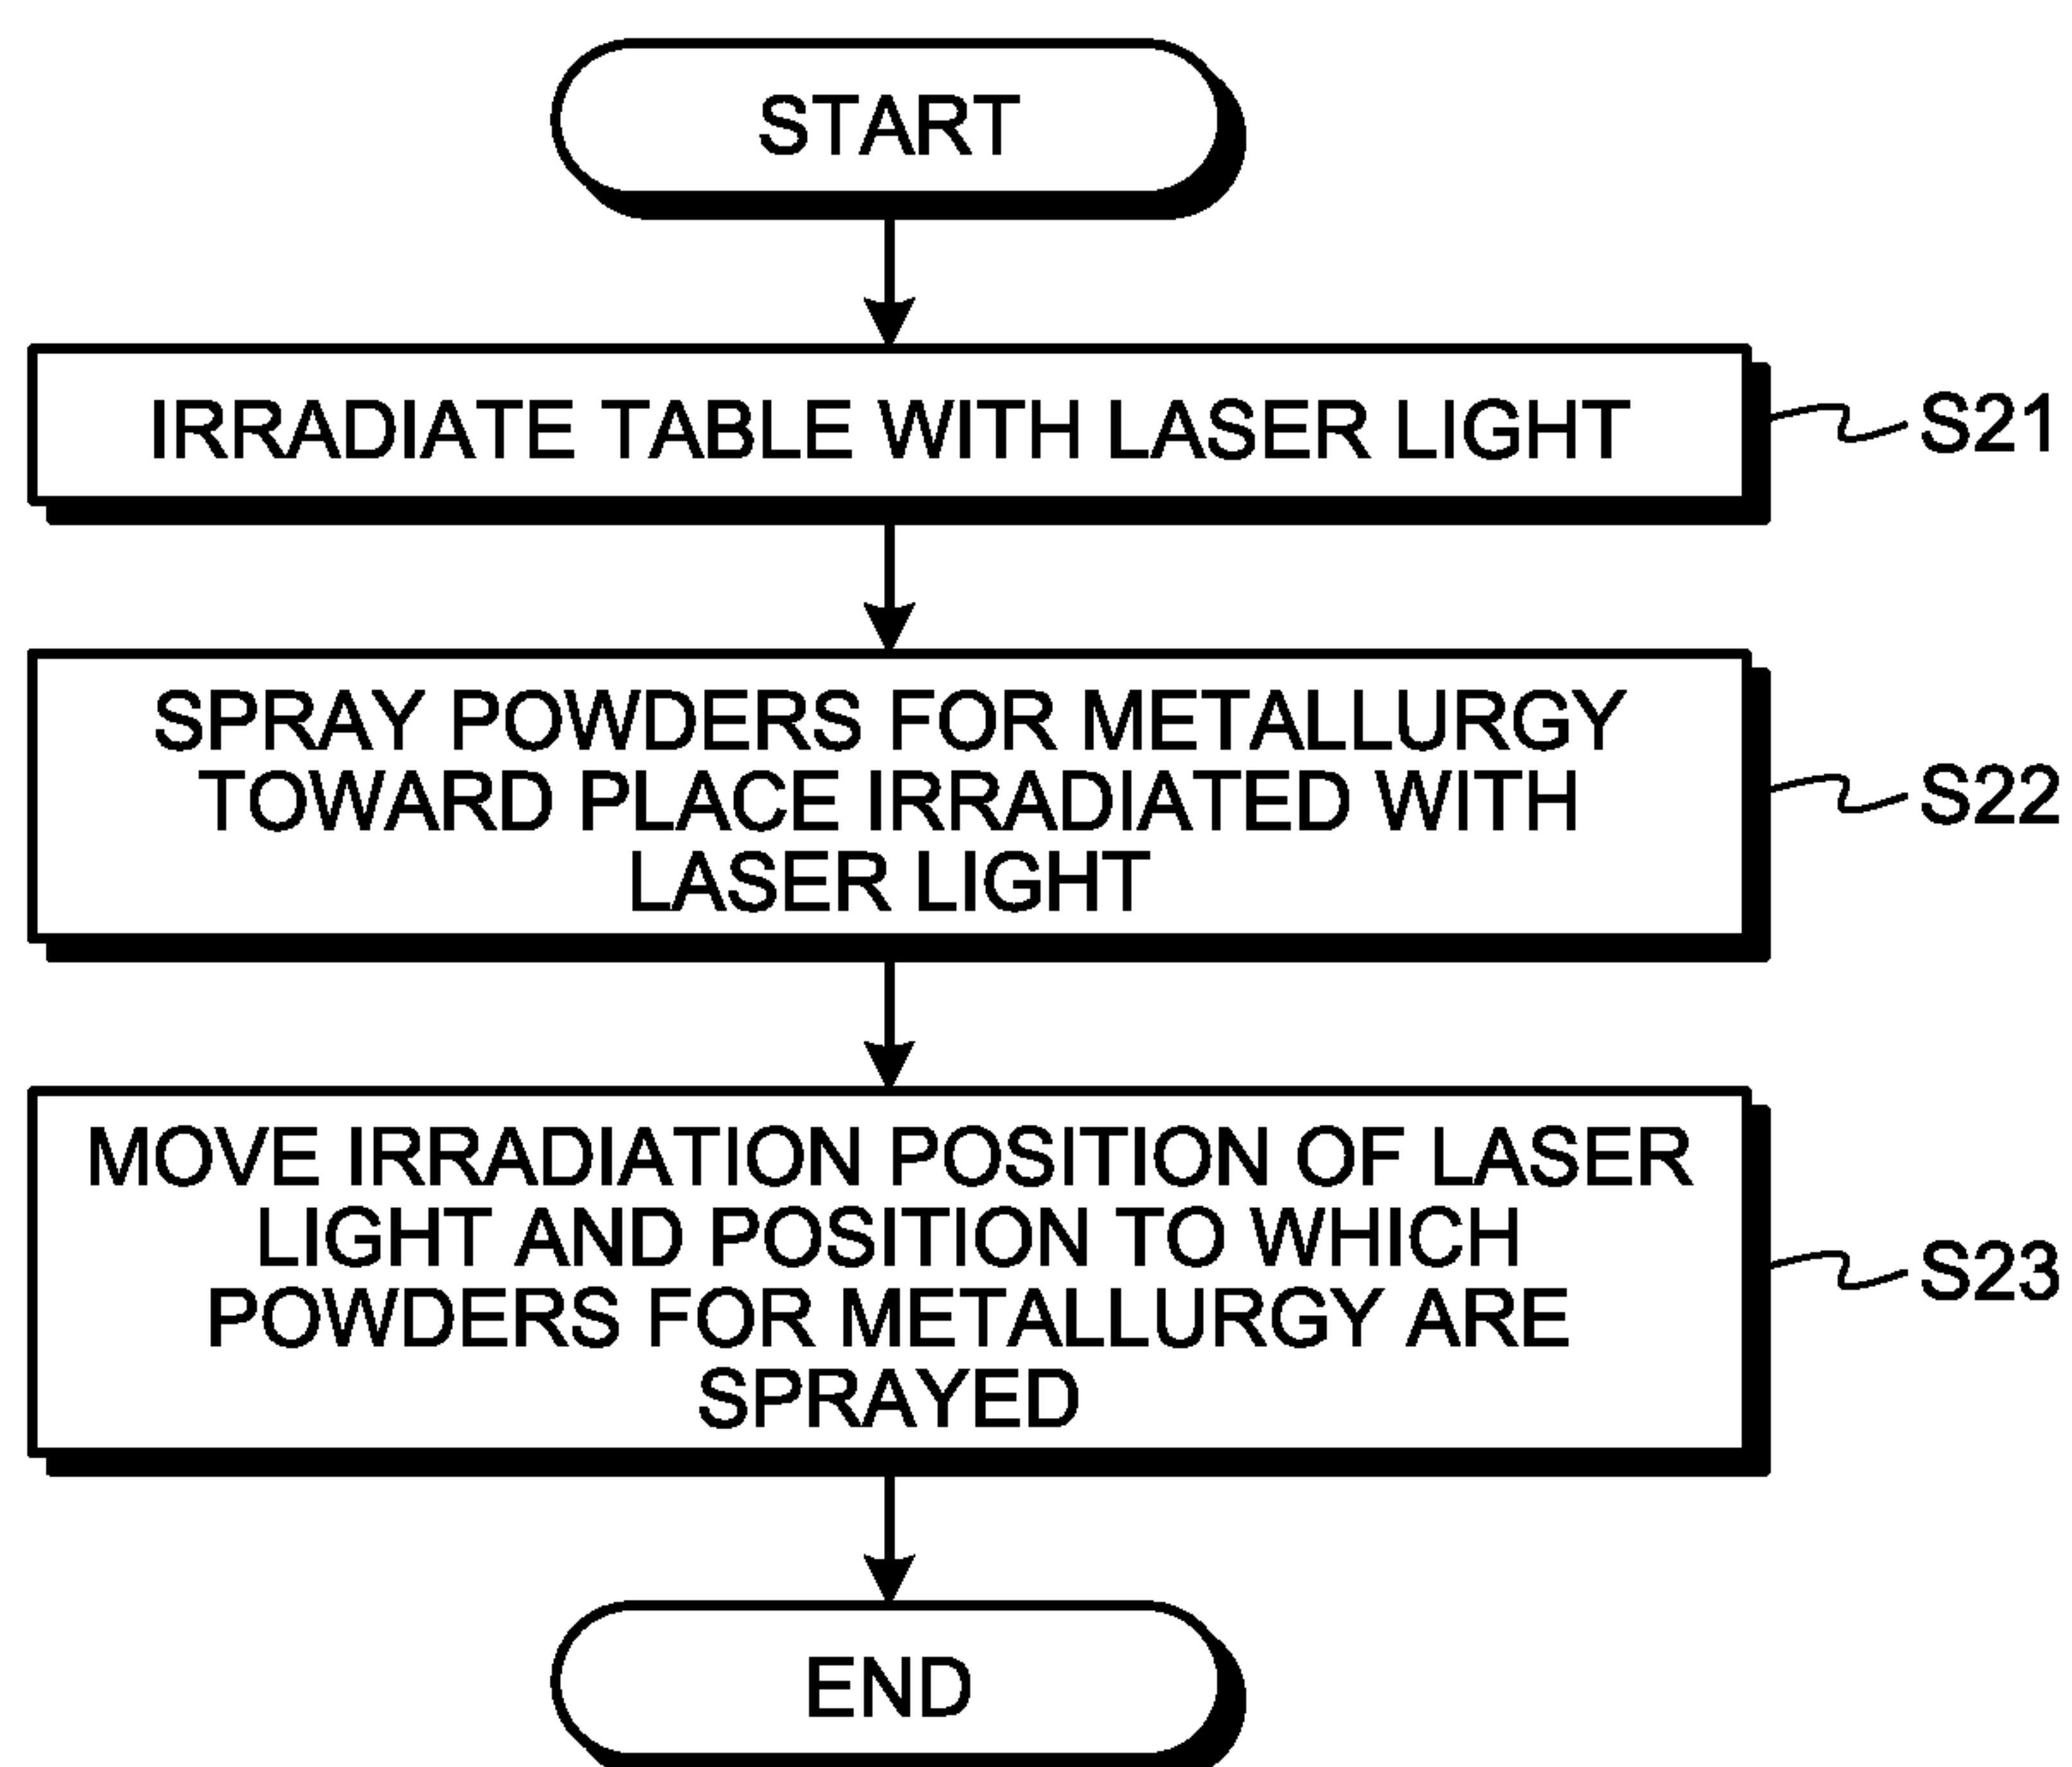 START
IRRADIATE TABLE WITH LASER LIGHT
S21
SPRAY POWDERS FOR METALLURGY
TOWARD PLACE IRRADIATED WITH
LASER LIGHT
S22
MOVE IRRADIATION POSITION OF LASER
LIGHT AND POSITION TO WHICH
POWDERS FOR METALLURGY ARE
SPRAYED
S23
END